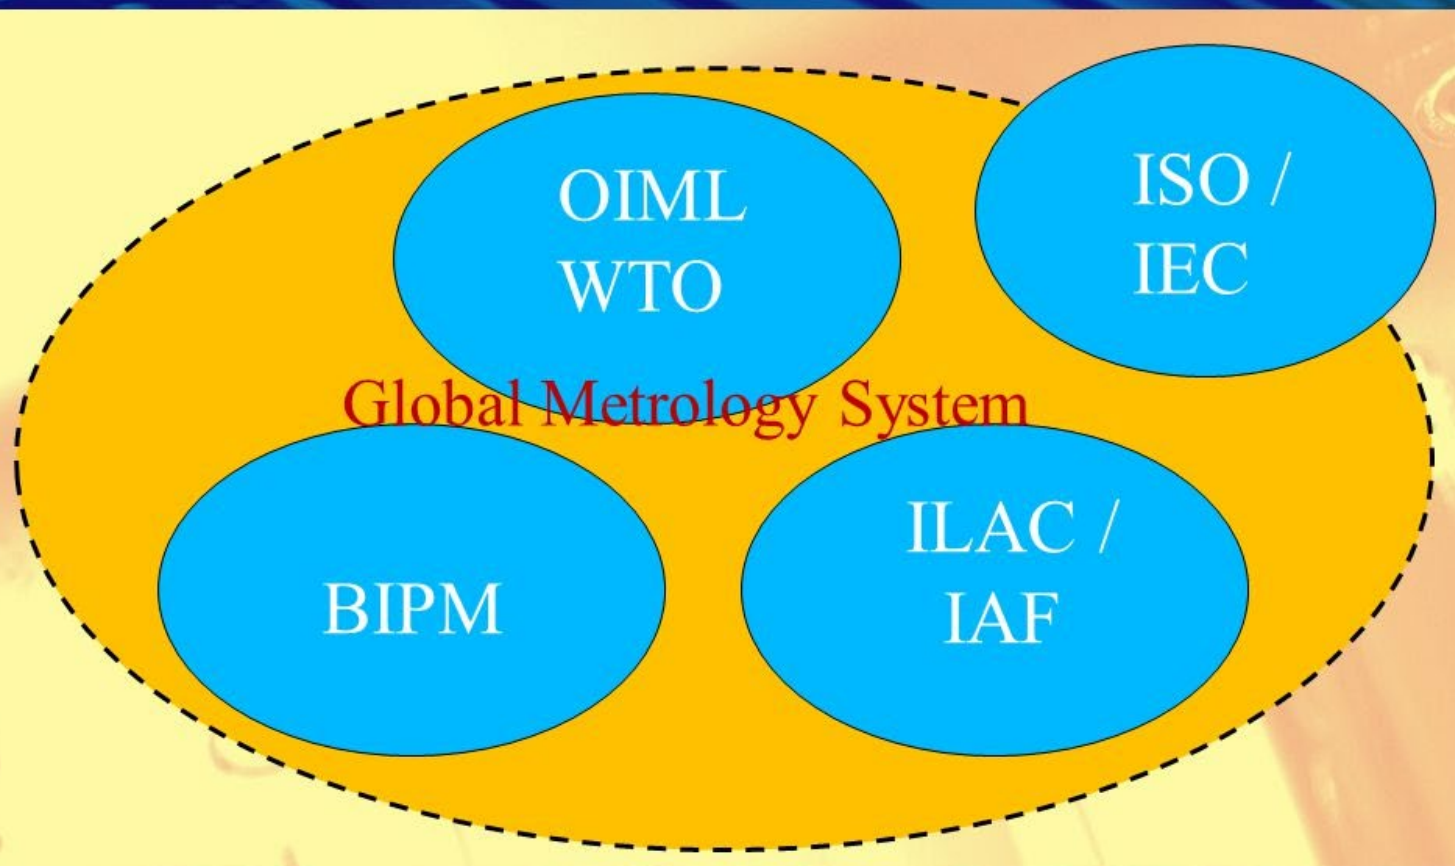 OIML
WTO
ISO /
IEC
Global Metrology System
BIPM
ILAC /
IAF